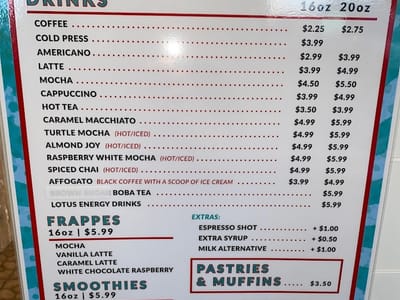 DRINKS 16oz 20oz
COFFEE $2.25 $2.75
COLD PRESS $3.99
AMERICANO $2.99 $3.99
LATTE $3.99 $4.99
MOCHA $4.50 $5.50
CAPPUCCINO $3.99 $4.99
HOT TEA $3.50 $3.99
CARAMEL MACCHIATO $4.99 $5.99
TURTLE MOCHA (HOT/ICED) $4.99 $5.99
ALMOND JOY (HOT/ICED) $4.99 $5.99
RASPBERRY WHITE MOCHA (HOT/ICED) $4.99 $5.99
SPICED CHAI (HOT/ICED) $4.99 $5.99
AFFOGATO BLACK COFFEE WITH A SCOOP OF ICE CREAM $3.99 $4.99
BOBA TEA $5.99
LOTUS ENERGY DRINKS $5.99
FRAPPES
16oz | $5.99
MOCHA
VANILLA LATTE
CARAMEL LATTE
WHITE CHOCOLATE RASPBERRY
SMOOTHIES
16oz | $5.99
EXTRAS:
ESPRESSO SHOT + $1.00
EXTRA SYRUP + $0.50
MILK ALTERNATIVE + $1.00
PASTRIES
& MUFFINS $3.50